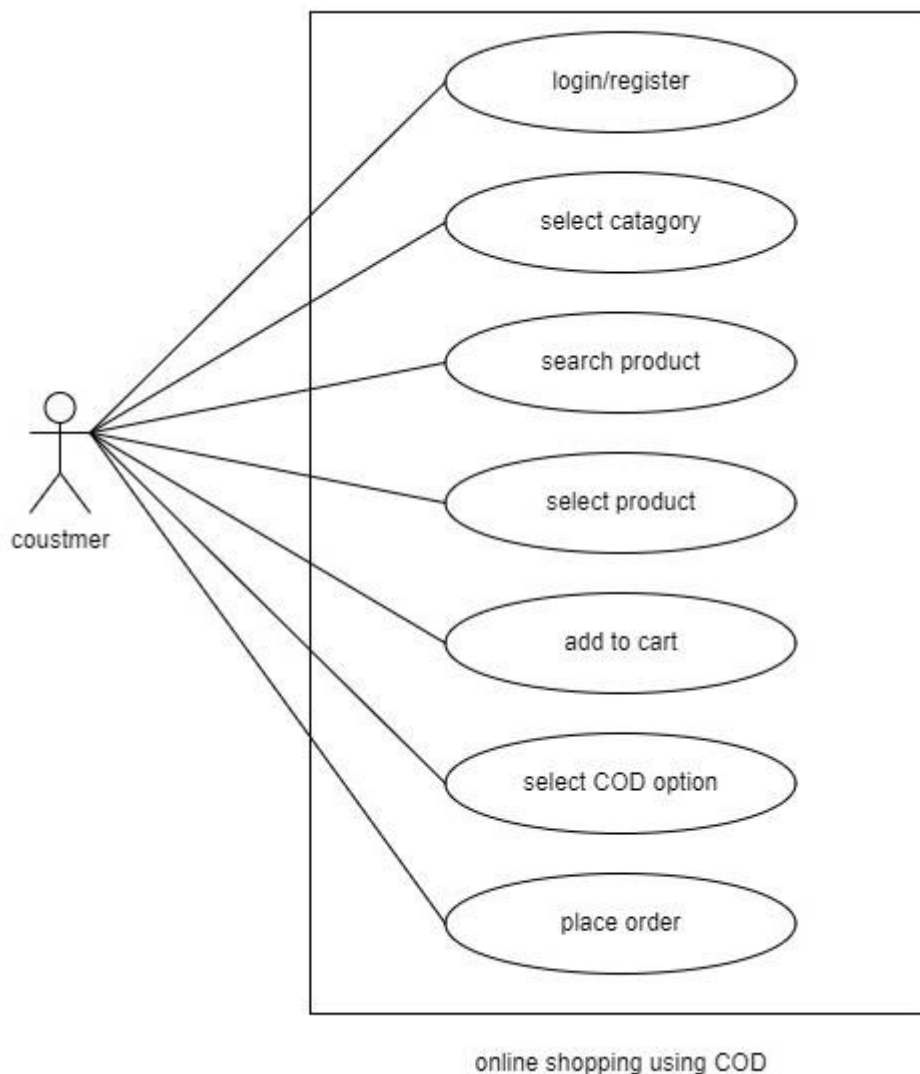 login/register
select catagory
search product
select product
coustmer
add to cart
select COD option
place order
online shopping using COD